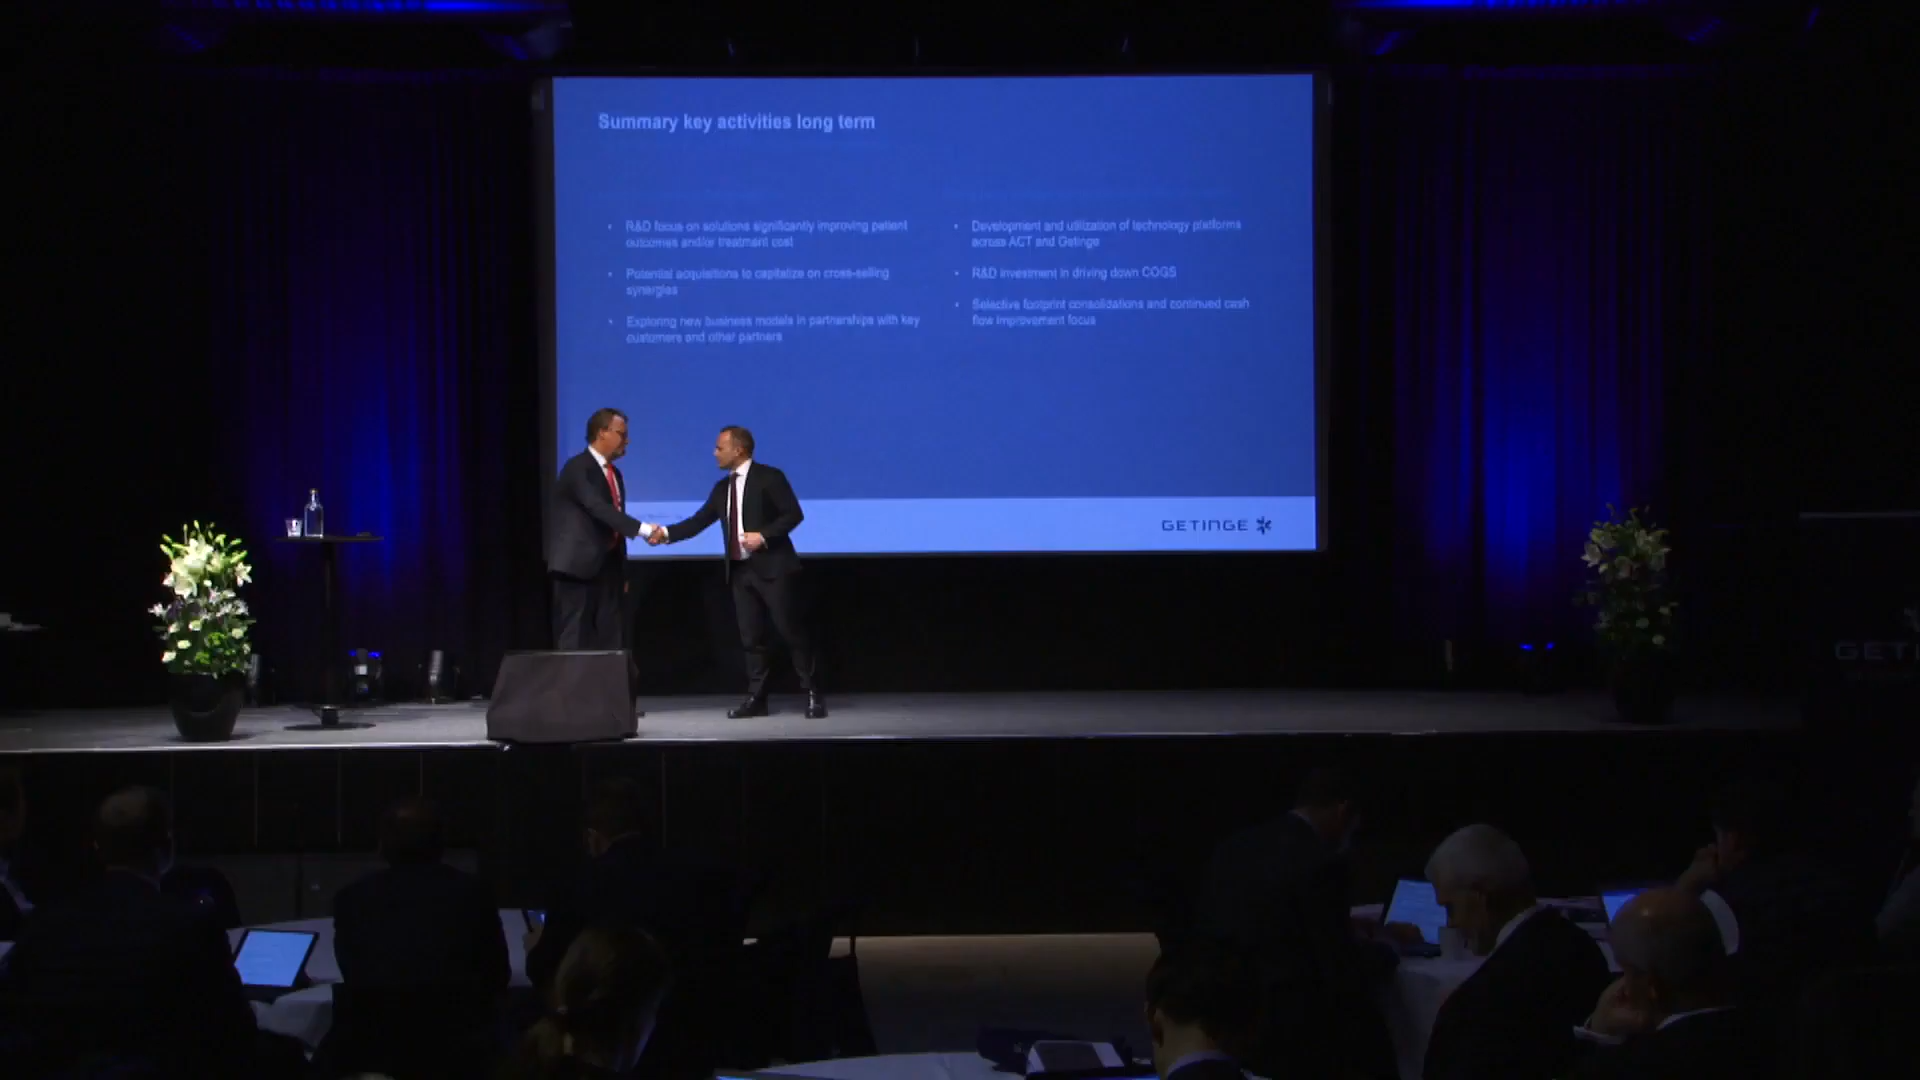 Summary key activities long term
• R&D focus on solutions significantly improving patient
outcomes and/or treatment cost
• Potential acquisitions to capitalize on cross-selling
synergies
• Exploring new business models in partnerships with key
customers and other partners
• Development and utilization of technology platforms
across ACT and Getinge
• R&D investment in driving down COGS
• Selective footprint consolidations and continued cash
flow improvement focus
GETINGE
GETI